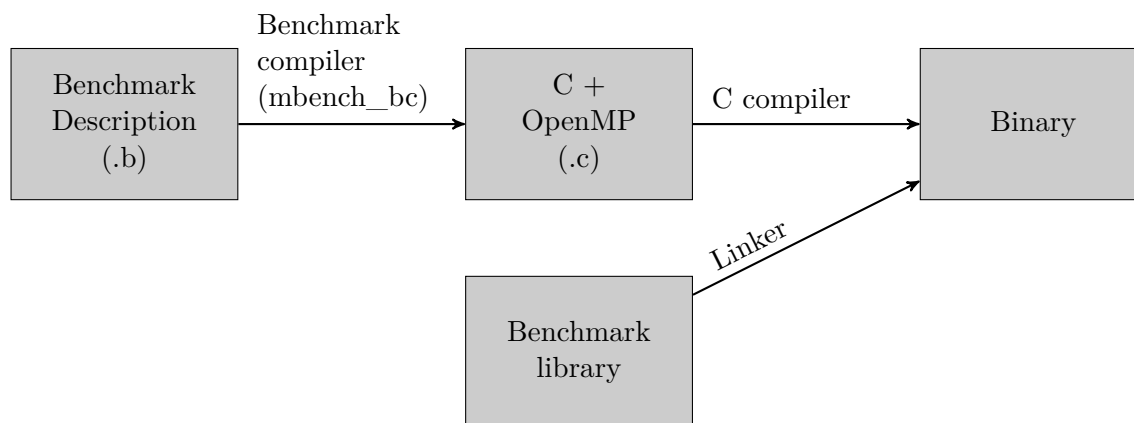 Benchmark
Description
(.b)
Benchmark
compiler
(mbench_bc)
C +
OpenMP
(.c)
C compiler
Binary
Linker
Benchmark
library